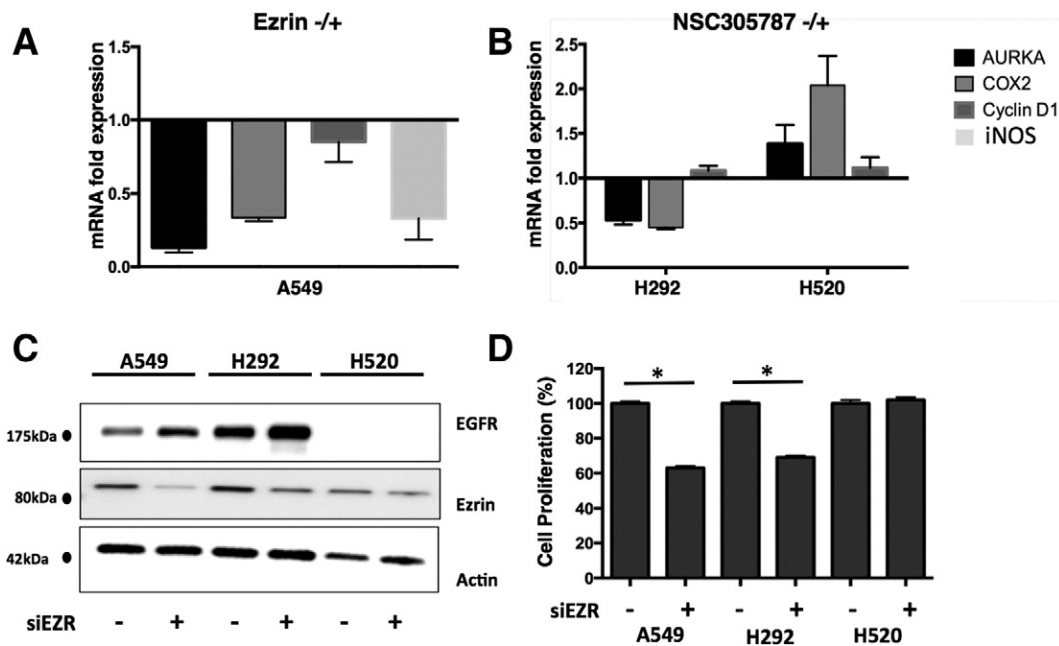 A
Ezrin -/+
mRNA fold expression
1.5
1.0
0.5
0.0
A549
B
NSC305787 -/+
mRNA fold expression
2.5
2.0
1.5
1.0
0.5
0.0
H292 H520
AURKA
COX2
Cyclin D1
iNOS
C
A549 H292 H520
175kDa EGFR
80kDa Ezrin
42kDa Actin
siEZR - + - + - +
D
Cell Proliferation (%)
120
100
80
60
40
20
0
* *
siEZR - + - + - +
A549 H292 H520